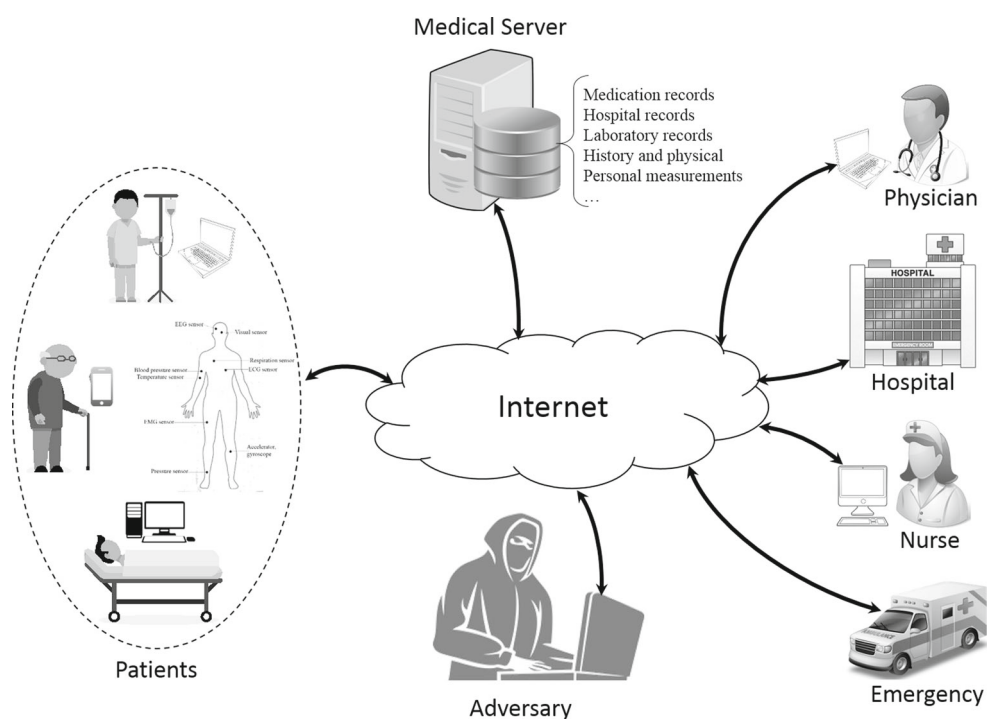 Medical Server
Medication records
Hospital records
Laboratory records
History and physical
Personal measurements
...
Physician
HOSPITAL
Hospital
Nurse
AMBULANCE
Emergency
Internet
EEG sensor
Visual sensor
Respiration sensor
Blood pressure sensor
ECG sensor
Temperature sensor
EMG sensor
Accelerator,
gyroscope
Pressure sensor
Patients
Adversary